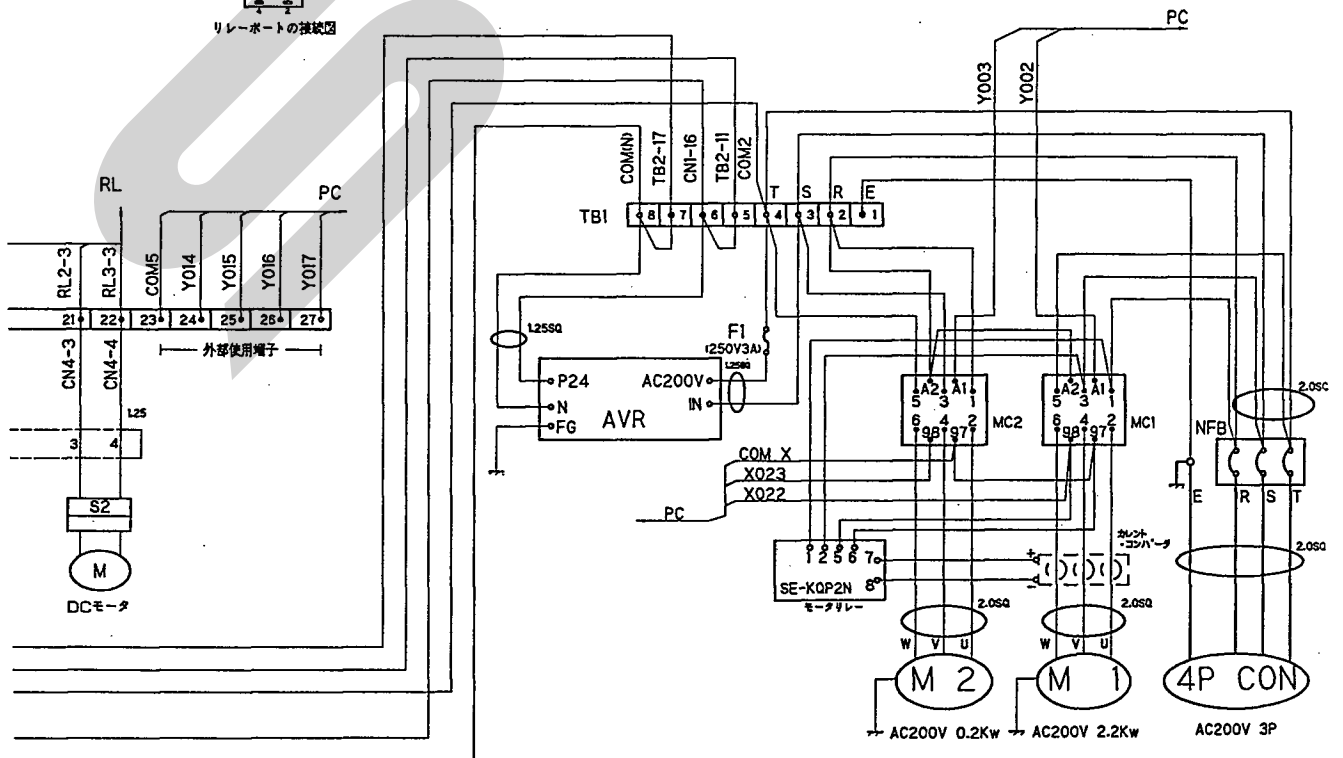 4 2
リレーボートの接続図
PC
Y003
Y002
COM(N)
TB2-17
CN1-16
TB2-11
COM2
T S R E
TB1
8 7 6 5 4 3 2 1
RL
PC
RL2-3
RL3-3
COM5
Y014
Y015
Y016
Y017
21 22 23 24 25 26 27
外部使用端子
CN4-3
CN4-4
1.25
3 4
S2
M
DCモータ
1.25SQ
F1
(250V3A)
1.25SQ
P24
AC200V
N
IN
FG
AVR
5 A2 3 A1 1
6 98 4 97 2
MC2
5 A2 3 A1 1
6 98 4 97 2
MC1
2.0SQ
NFB
E R S T
COM X
X023
X022
PC
1 2 5 6 7
8
SE-KQP2N
モータリレー
カレント
・コンバータ
+
-
2.0SQ
2.0SQ
2.0SQ
W V U
W V U
M 2
M 1
4P CON
AC200V 0.2Kw
AC200V 2.2Kw
AC200V 3P